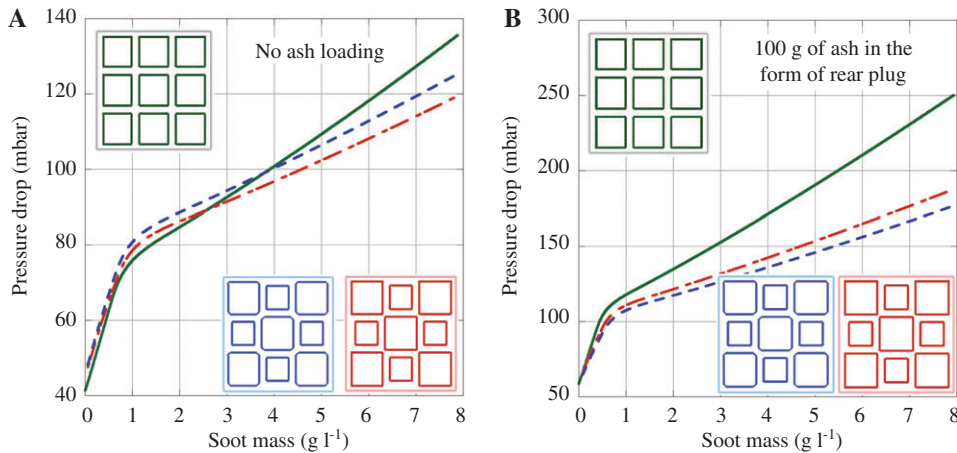 A
No ash loading
Pressure drop (mbar)
140
120
100
80
60
40
0 1 2 3 4 5 6 7 8
Soot mass (g l⁻¹)
B
100 g of ash in the
form of rear plug
Pressure drop (mbar)
300
250
200
150
100
50
0 1 2 3 4 5 6 7 8
Soot mass (g l⁻¹)